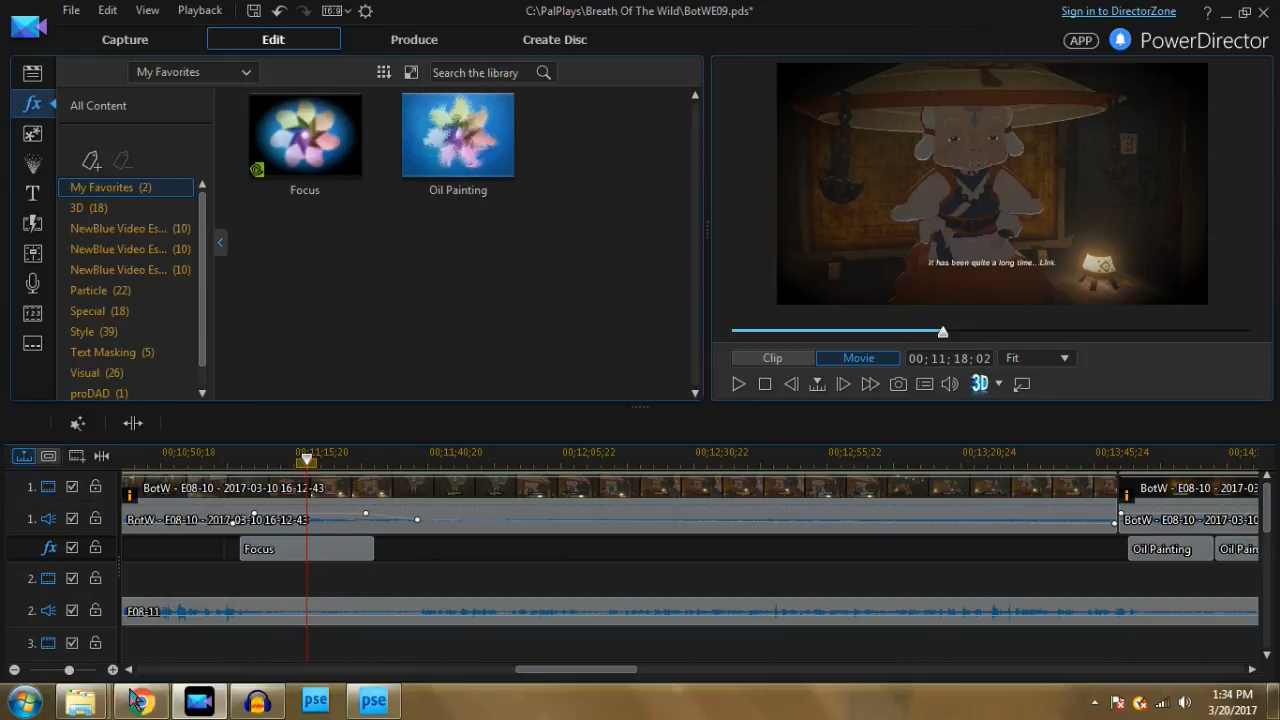 File Edit View Playback 16:9 C:\PalPlays\Breath Of The Wild\BotWE09.pds* Sign in to DirectorZone ?
Capture Edit Produce Create Disc APP PowerDirector
My Favorites Search the library
fx All Content
My Favorites (2)
3D (18)
NewBlue Video Es... (10)
NewBlue Video Es... (10)
NewBlue Video Es... (10)
Particle (22)
Special (18)
Style (39)
Text Masking (5)
Visual (26)
proDAD (1)
T
Focus Oil Painting
It has been quite a long time...Link.
Clip Movie 00; 11; 18; 02 Fit
3D
00;10;50;18 00;11;15;20 00;11;40;20 00;12;05;22 00;12;30;22 00;12;55;22 00;13;20;24 00;13;45;24 00;14;
1. BotW - E08-10 - 2017-03-10 16-12-43 BotW - E08-10 - 2017-03-10
1. BotW - E08-10 - 2017-03-10 16-12-43 BotW - E08-10 - 2017-03-10
fx Focus Oil Painting Oil Pain
2.
2. E08-11
3.
pse pse 1:34 PM
3/20/2017